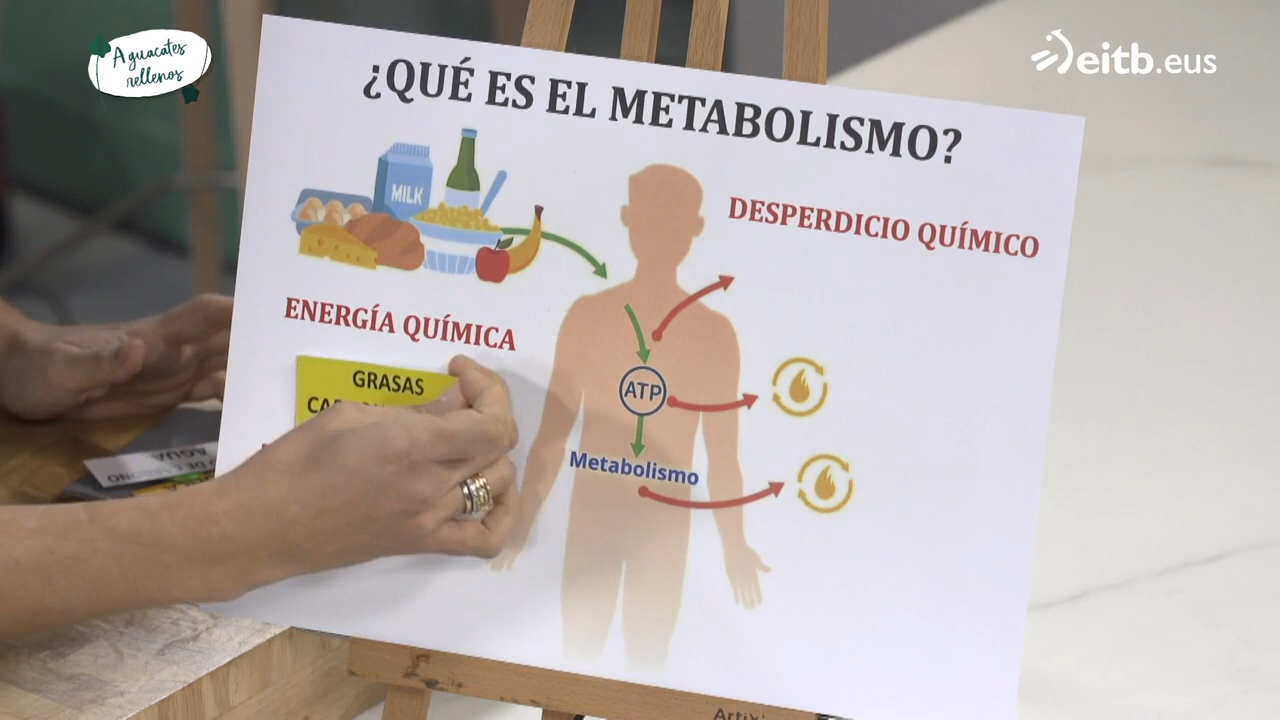 Aguacates
rellenos
eitb.eus
¿QUÉ ES EL METABOLISMO?
MILK
DESPERDICIO QUÍMICO
ENERGÍA QUÍMICA
GRASAS
ATP
Metabolismo
AGUA